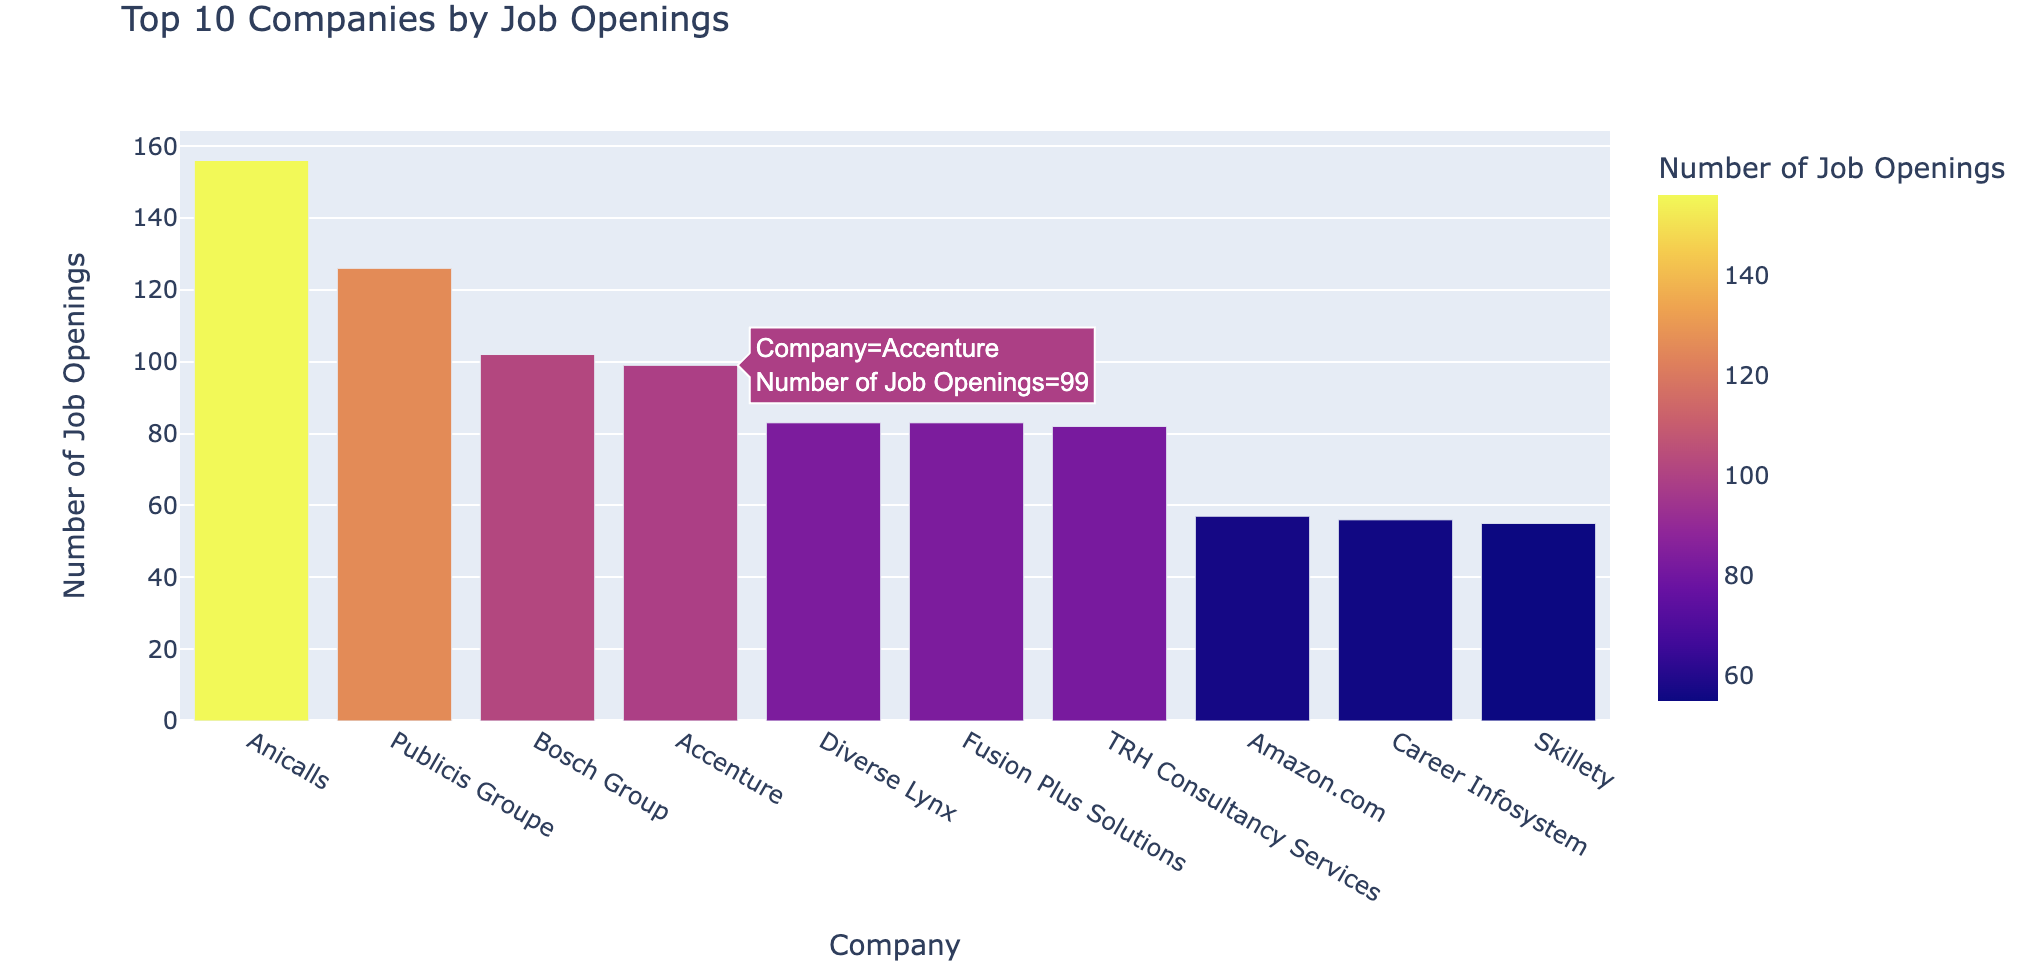 Top 10 Companies by Job Openings
Number of Job Openings
160
140
120
100
80
60
40
20
0
Company=Accenture
Number of Job Openings=99
Anicalls
Publicis Groupe
Bosch Group
Accenture
Diverse Lynx
Fusion Plus Solutions
TRH Consultancy Services
Amazon.com
Career Infosystem
Skillety
Company
Number of Job Openings
140
120
100
80
60